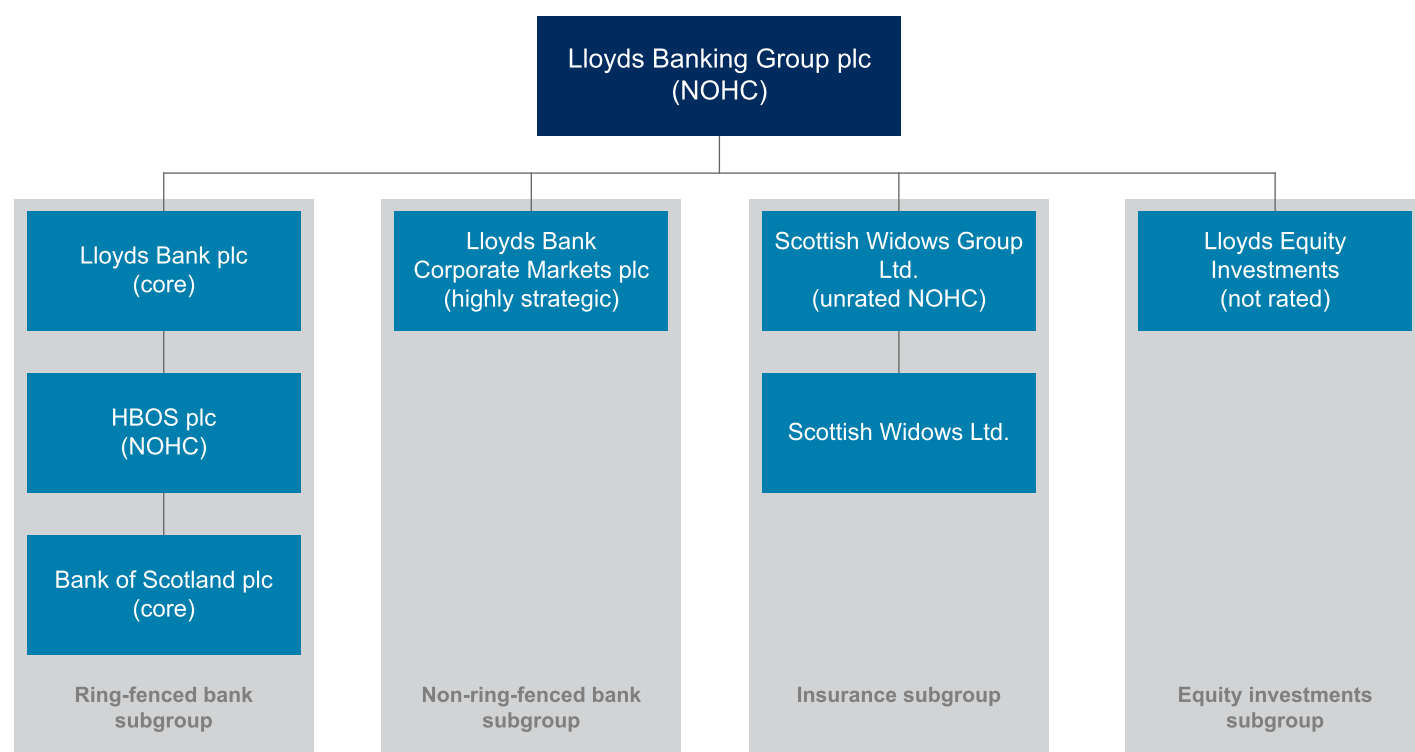 Lloyds Banking Group plc
(NOHC)
Lloyds Bank plc
(core)
HBOS plc
(NOHC)
Bank of Scotland plc
(core)
Ring-fenced bank
subgroup
Lloyds Bank
Corporate Markets plc
(highly strategic)
Non-ring-fenced bank
subgroup
Scottish Widows Group
Ltd.
(unrated NOHC)
Scottish Widows Ltd.
Insurance subgroup
Lloyds Equity
Investments
(not rated)
Equity investments
subgroup